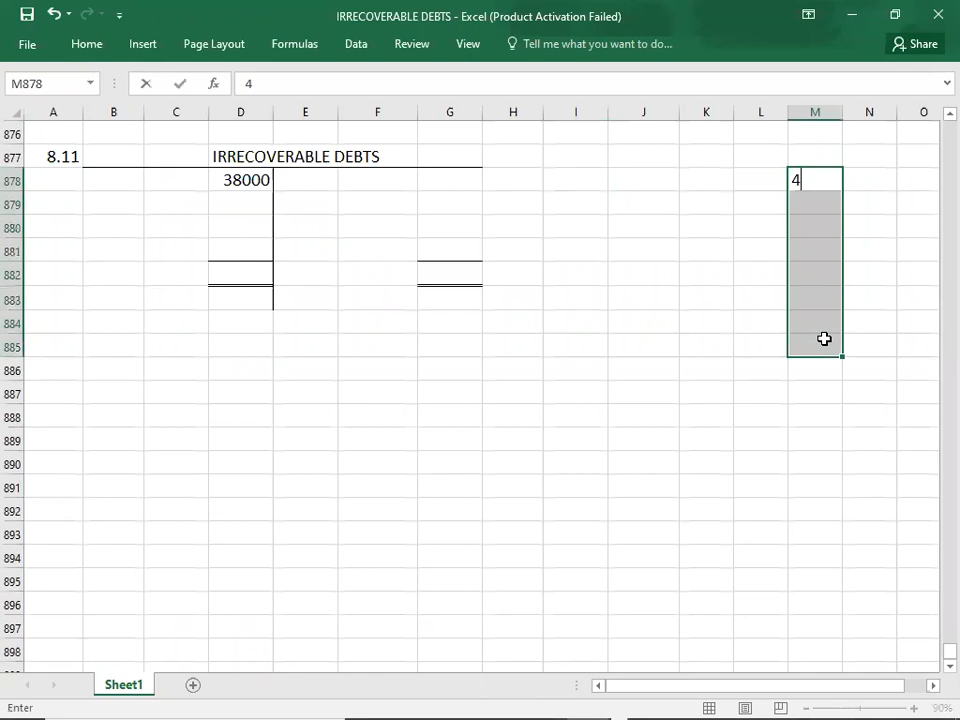 IRRECOVERABLE DEBTS - Excel (Product Activation Failed)
File Home Insert Page Layout Formulas Data Review View Tell me what you want to do... Share
M878 fx 4
A B C D E F G H I J K L M N O
876
877 8.11 IRRECOVERABLE DEBTS
878 38000 4
879
880
881
882
883
884
885
886
887
888
889
890
891
892
893
894
895
896
897
898
Sheet1
Enter 90%